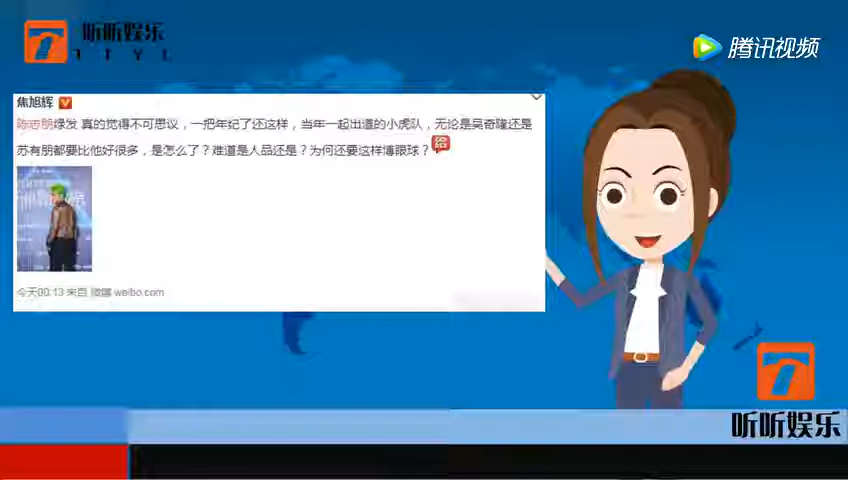 听听娱乐
TTYL
腾讯视频
焦旭辉
陈志朋绿发 真的觉得不可思议，一把年纪了还这样，当年一起出道的小虎队，无论是吴奇隆还是
苏有朋都要比他好很多，是怎么了？难道是人品还是？为何还要这样博眼球？
今天00:13 来自 微博 weibo.com
听听娱乐